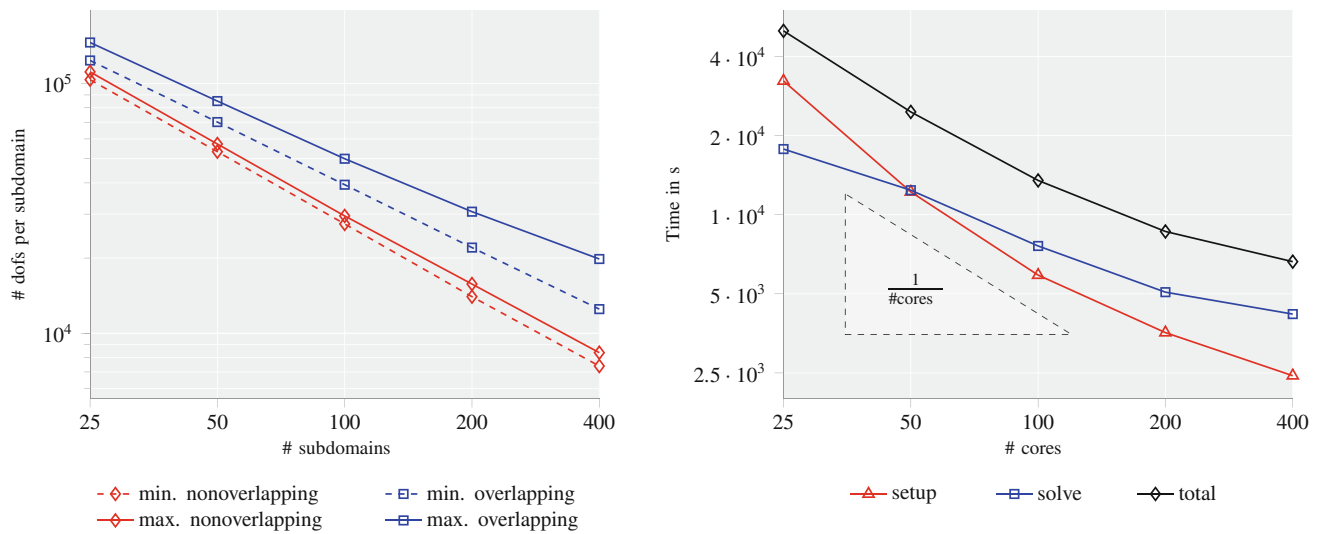 # dofs per subdomain
10^5
10^4
25 50 100 200 400
# subdomains
min. nonoverlapping
max. nonoverlapping
min. overlapping
max. overlapping
Time in s
4 · 10^4
2 · 10^4
1 · 10^4
5 · 10^3
2.5 · 10^3
1
#cores
25 50 100 200 400
# cores
setup solve total